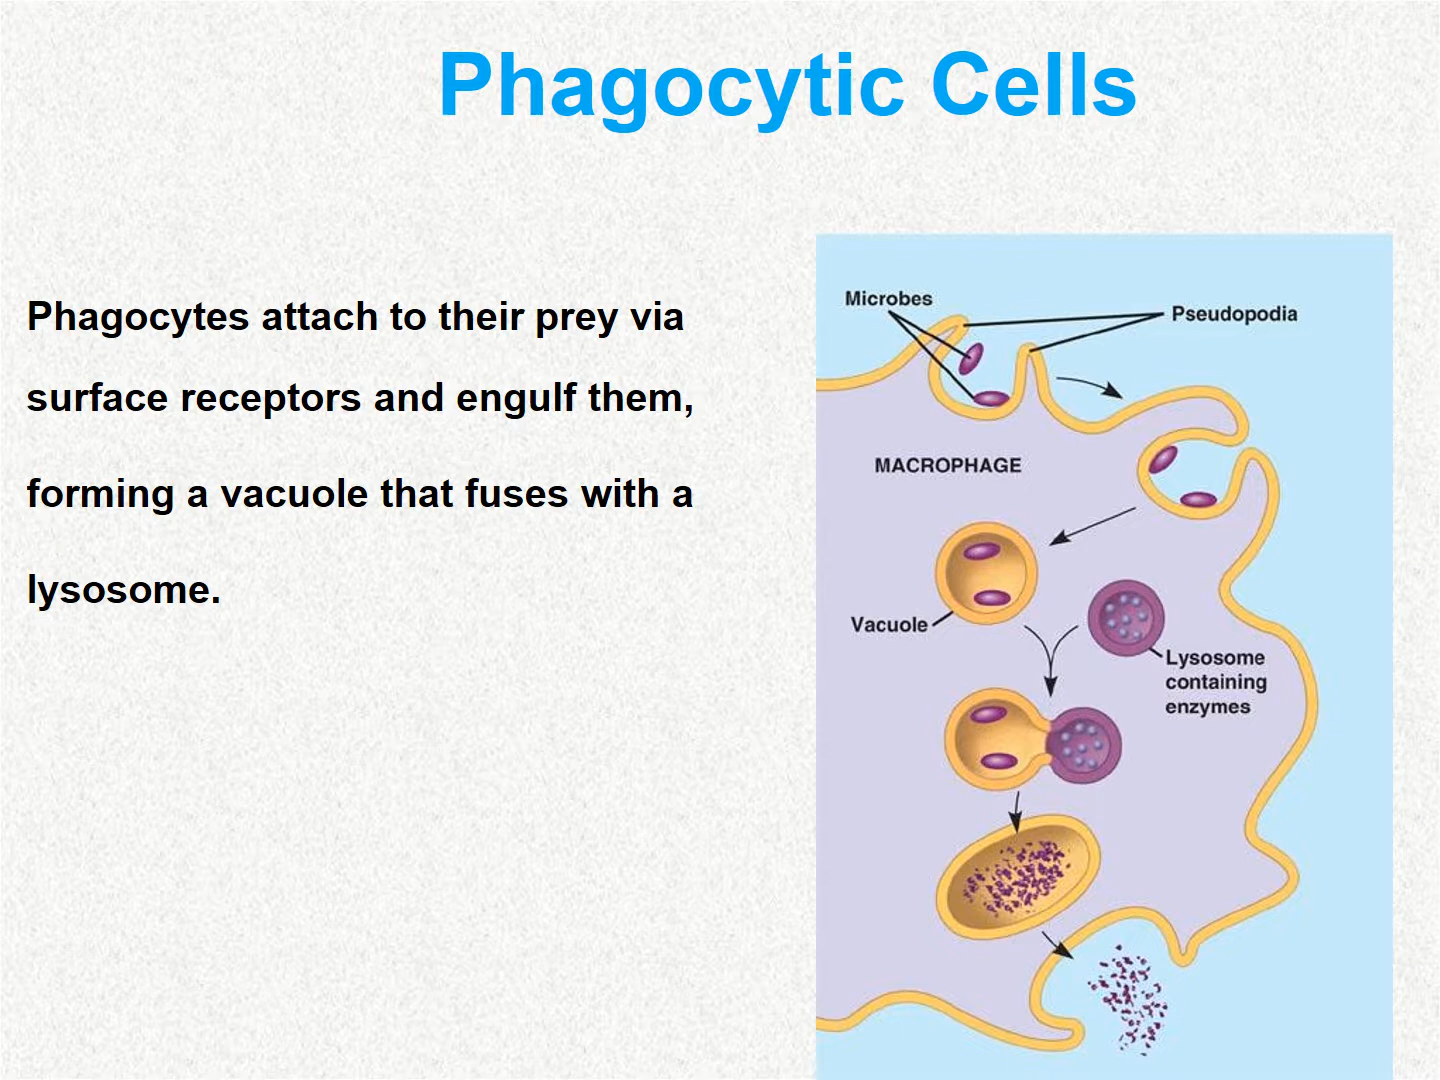 Phagocytic Cells
Phagocytes attach to their prey via
surface receptors and engulf them,
forming a vacuole that fuses with a
lysosome.
Microbes
Pseudopodia
MACROPHAGE
Vacuole
Lysosome
containing
enzymes